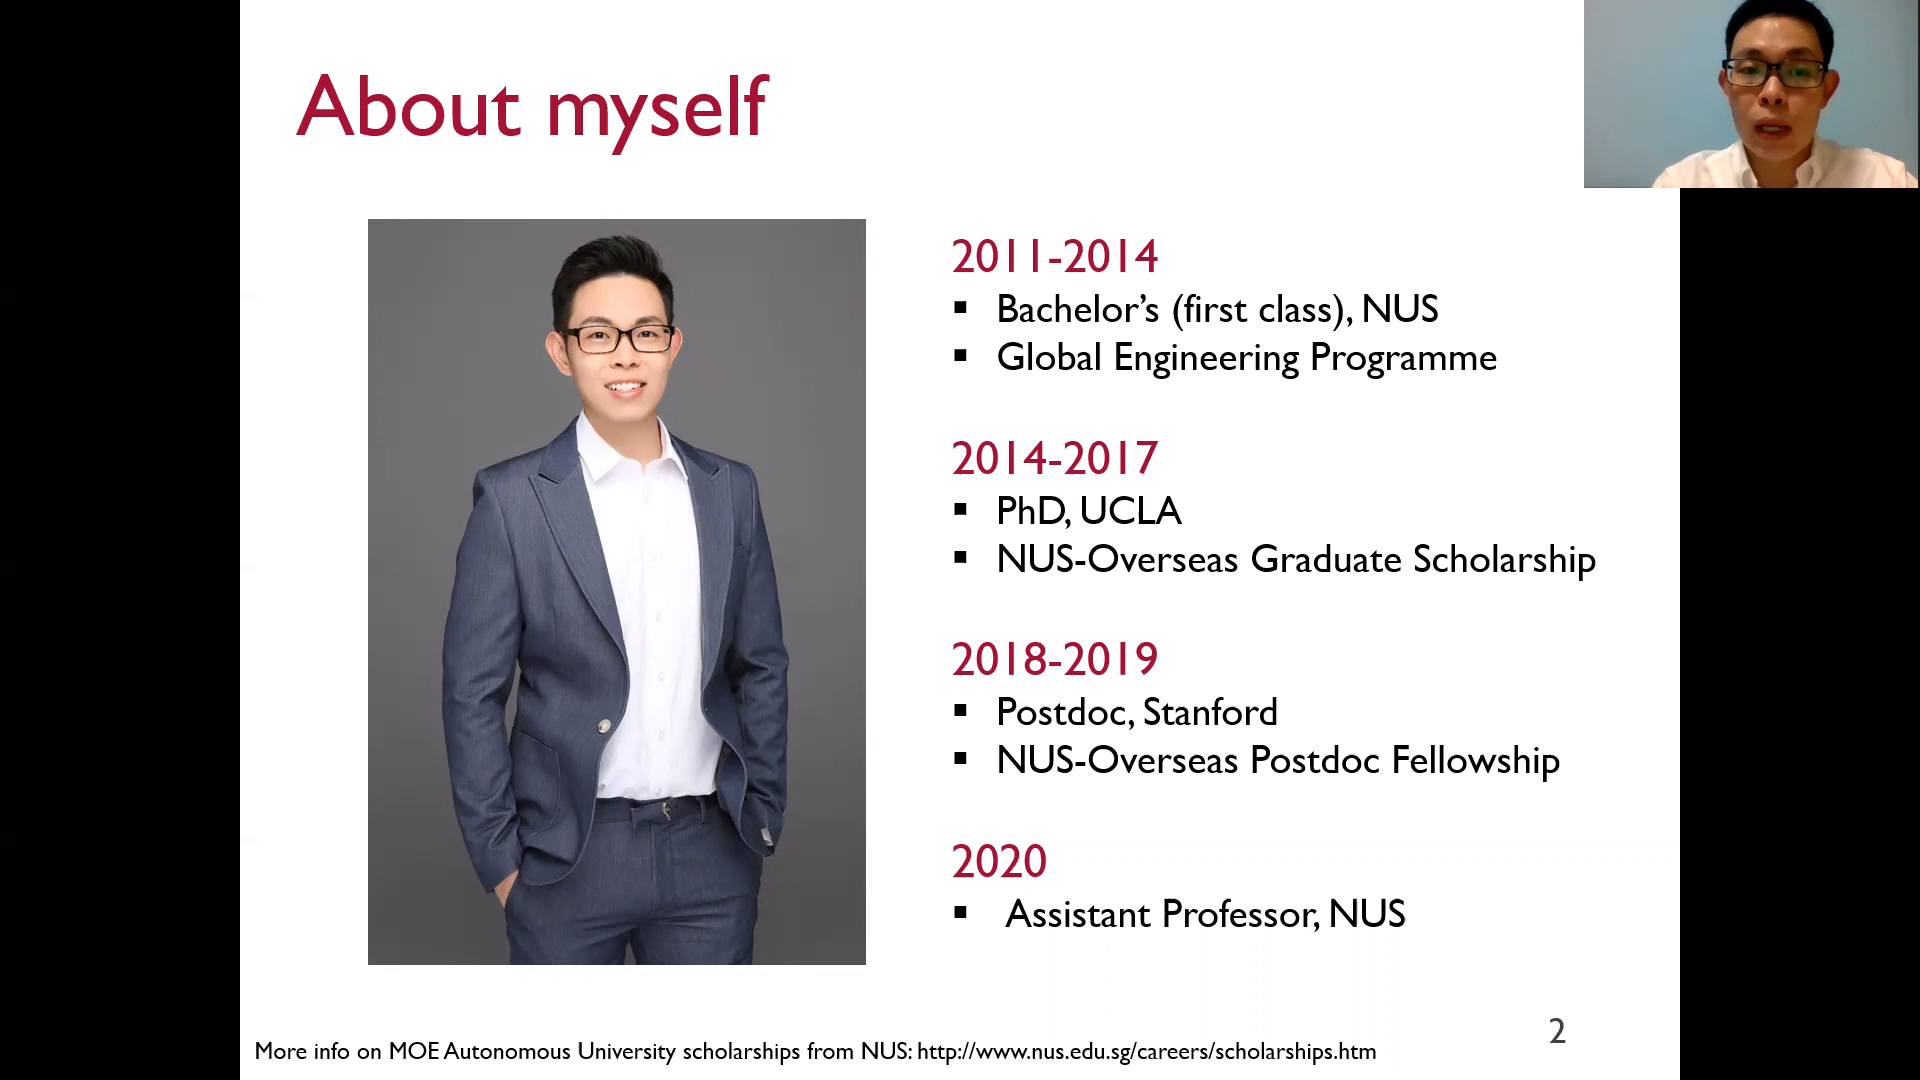 About myself
2011-2014
▪ Bachelor’s (first class), NUS
▪ Global Engineering Programme
2014-2017
▪ PhD, UCLA
▪ NUS-Overseas Graduate Scholarship
2018-2019
▪ Postdoc, Stanford
▪ NUS-Overseas Postdoc Fellowship
2020
▪ Assistant Professor, NUS
2
More info on MOE Autonomous University scholarships from NUS: http://www.nus.edu.sg/careers/scholarships.htm